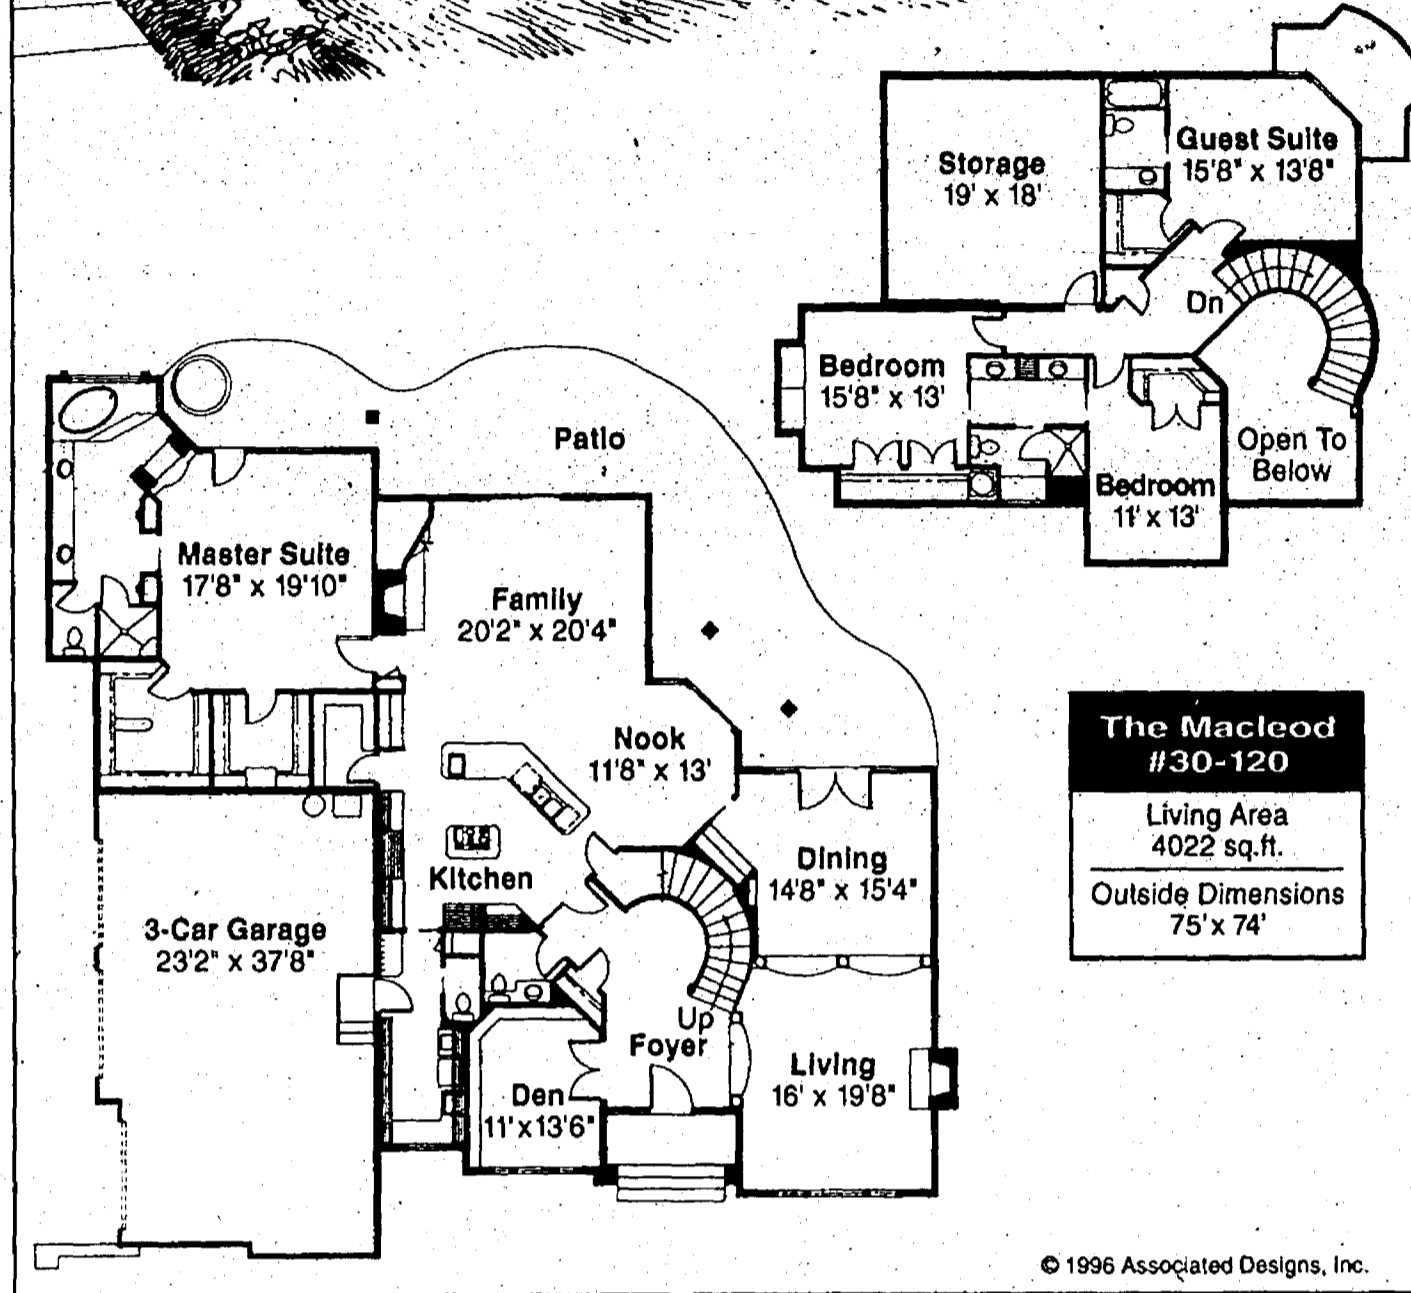 Storage
19' x 18'
Guest Suite
15'8" x 13'8"
Dn
Bedroom
15'8" x 13'
Open To
Below
Bedroom
11' x 13'
Patio
Master Suite
17'8" x 19'10"
Family
20'2" x 20'4"
Nook
11'8" x 13'
Kitchen
Dining
14'8" x 15'4"
3-Car Garage
23'2" x 37'8"
Up
Foyer
Living
16' x 19'8"
Den
11' x 13'6"
The Macleod
#30-120
Living Area
4022 sq.ft.
Outside Dimensions
75' x 74'
© 1996 Associated Designs, Inc.